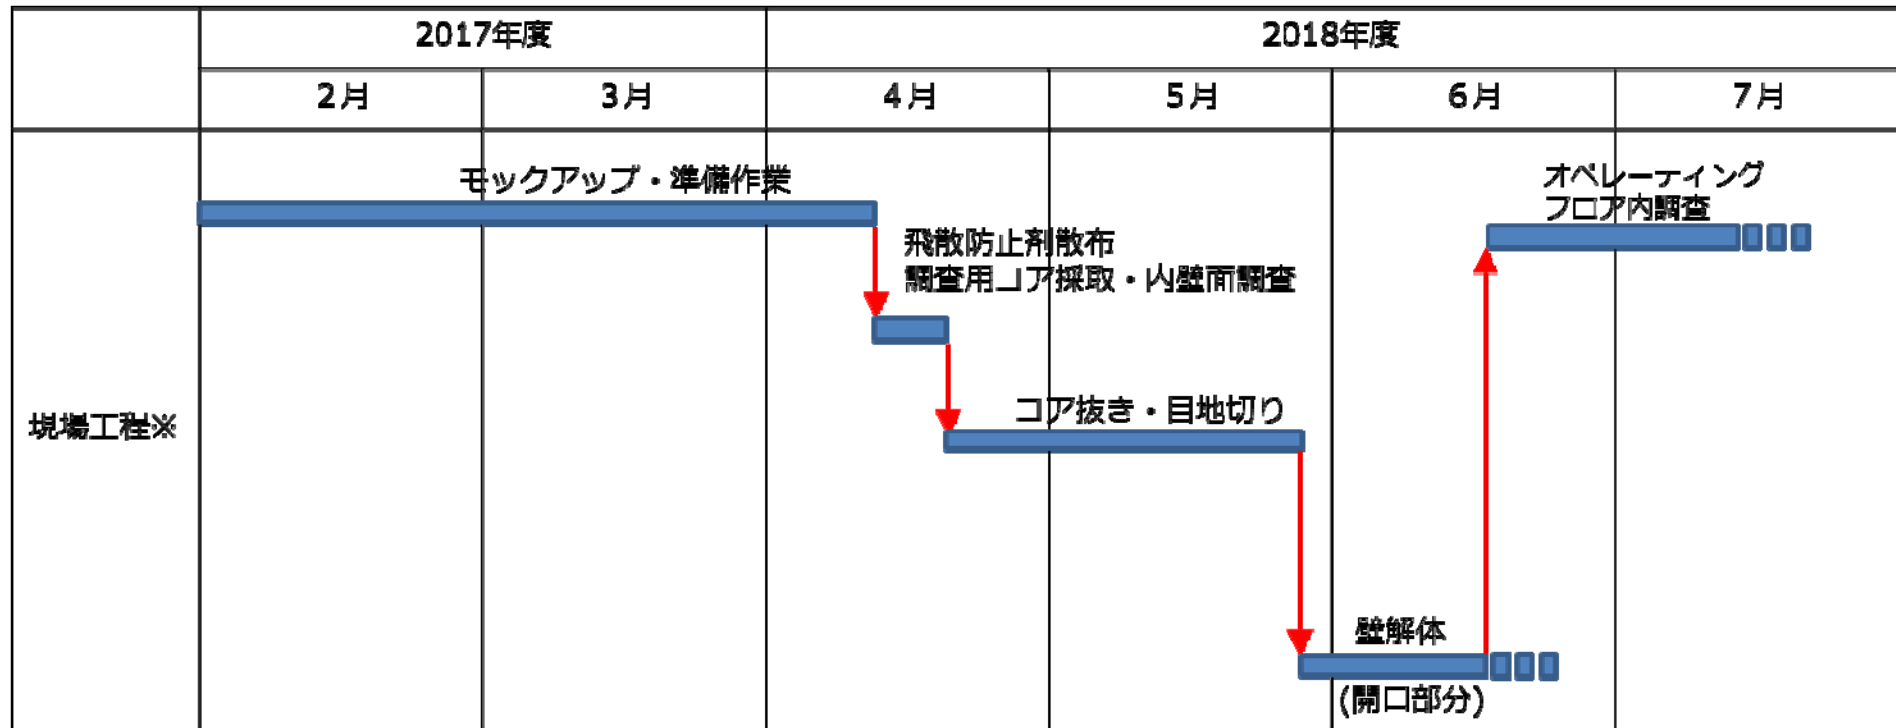 2017年度
2018年度
2月
3月
4月
5月
6月
7月
現場工程※
モックアップ・準備作業
飛散防止剤散布
調査用コア採取・内壁面調査
コア抜き・目地切り
壁解体
(開口部分)
オペレーティング
フロア内調査